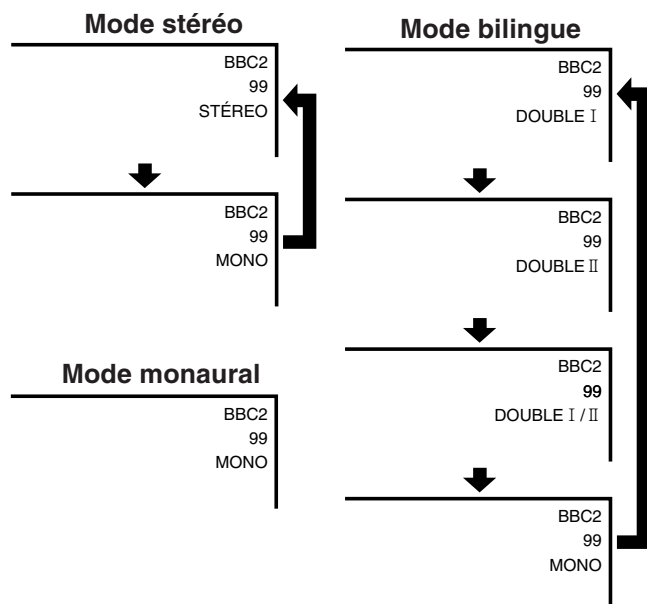 Mode stéréo
BBC2
99
STÉREO
BBC2
99
MONO
Mode monaural
BBC2
99
MONO
Mode bilingue
BBC2
99
DOUBLE Ⅰ
BBC2
99
DOUBLE Ⅱ
BBC2
99
DOUBLE Ⅰ / Ⅱ
BBC2
99
MONO